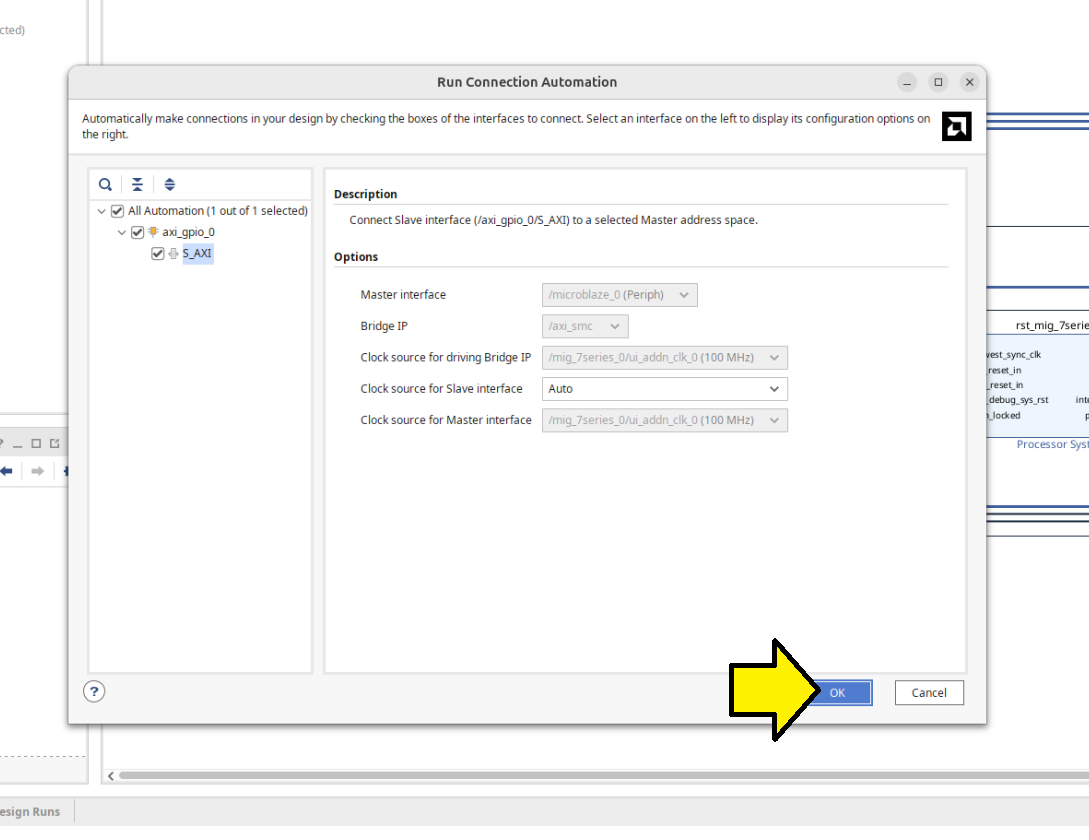 cted)
Run Connection Automation
Automatically make connections in your design by checking the boxes of the interfaces to connect. Select an interface on the left to display its configuration options on
the right.
All Automation (1 out of 1 selected)
axi_gpio_0
S_AXI
Description
Connect Slave interface (/axi_gpio_0/S_AXI) to a selected Master address space.
Options
Master interface /microblaze_0 (Periph)
Bridge IP /axi_smc
Clock source for driving Bridge IP /mig_7series_0/ui_addn_clk_0 (100 MHz)
Clock source for Slave interface Auto
Clock source for Master interface /mig_7series_0/ui_addn_clk_0 (100 MHz)
? OK Cancel
rst_mig_7serie
west_sync_clk
reset_in
_reset_in
_debug_sys_rst inte
n_locked p
Processor Syst
esign Runs